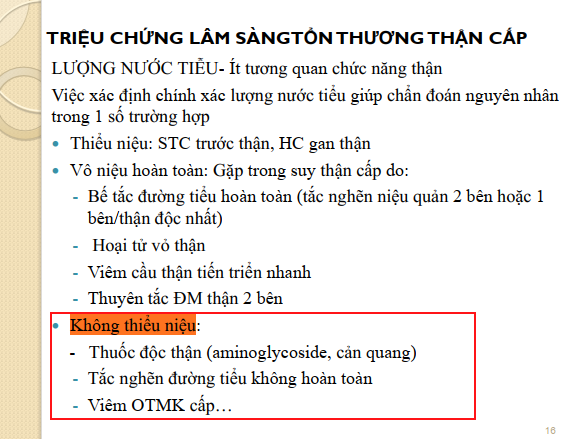 TRIỆU CHỨNG LÂM SÀNGTỔN THƯƠNG THẬN CẤP
LƯỢNG NƯỚC TIỄU- Ít tương quan chức năng thận
Việc xác định chính xác lượng nước tiểu giúp chẩn đoán nguyên nhân
trong 1 số trường hợp
• Thiểu niệu: STC trước thận, HC gan thận
• Vô niệu hoàn toàn: Gặp trong suy thận cấp do:
- Bế tắc đường tiểu hoàn toàn (tắc nghẽn niệu quản 2 bên hoặc 1
bên/thận độc nhất)
- Hoại tử vỏ thận
- Viêm cầu thận tiến triển nhanh
- Thuyên tắc ĐM thận 2 bên
• Không thiểu niệu:
- Thuốc độc thận (aminoglycoside, cản quang)
- Tắc nghẽn đường tiểu không hoàn toàn
- Viêm OTMK cấp…
16